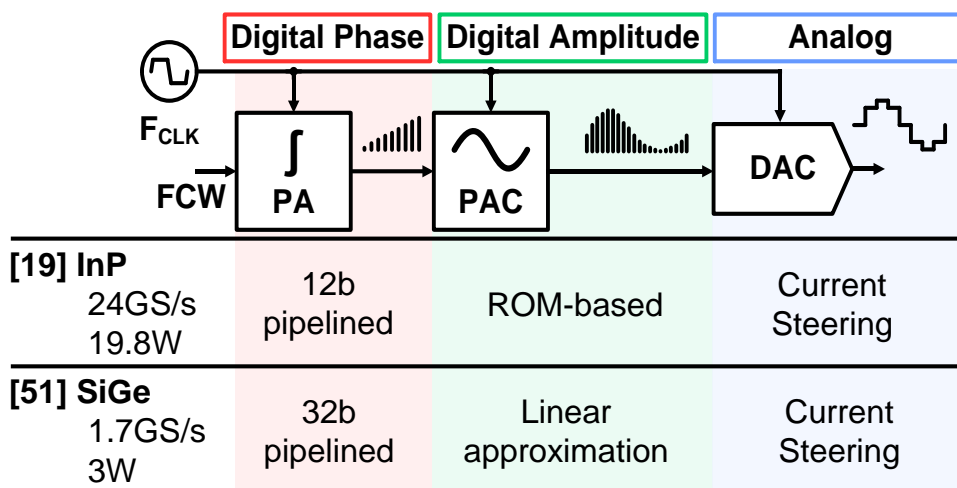 Digital Phase
Digital Amplitude
Analog
F_CLK
FCW
∫
PA
PAC
DAC
[19] InP
24GS/s
19.8W
12b
pipelined
ROM-based
Current
Steering
[51] SiGe
1.7GS/s
3W
32b
pipelined
Linear
approximation
Current
Steering